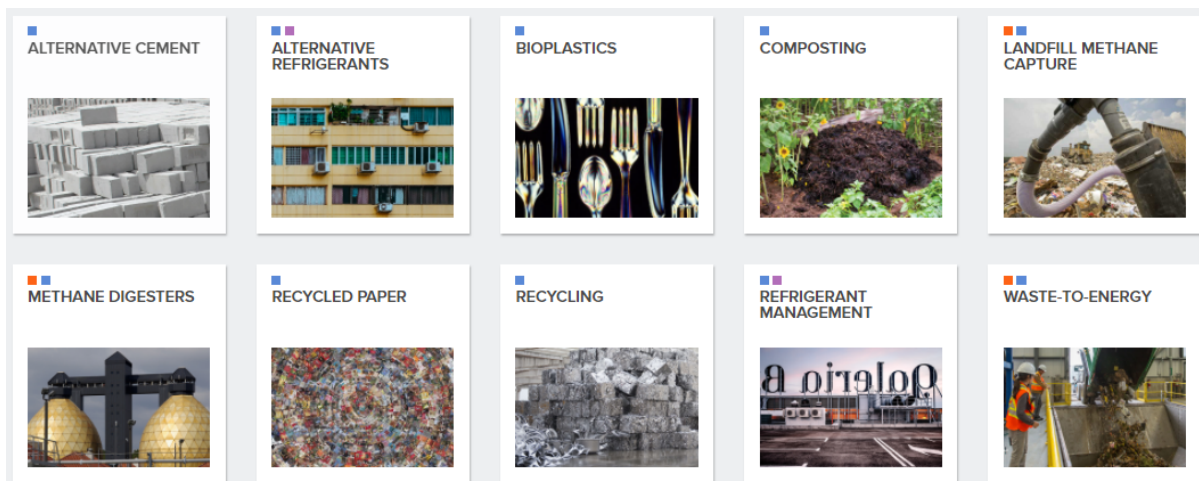 ALTERNATIVE CEMENT
ALTERNATIVE
REFRIGERANTS
BIOPLASTICS
COMPOSTING
LANDFILL METHANE
CAPTURE
METHANE DIGESTERS
RECYCLED PAPER
RECYCLING
REFRIGERANT
MANAGEMENT
galeria a
WASTE-TO-ENERGY